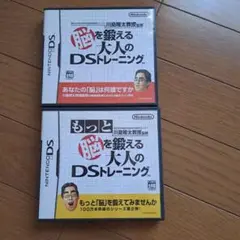 Nintendo
川島隆太教授監修
脳を鍛える
大人の
DSトレーニング
あなたの「脳」は何歳ですか
NINTENDO DS
Nintendo
川島隆太教授監修
もっと
脳を鍛える
大人の
DSトレーニング
もっと「脳」を鍛えてみませんか
NINTENDO DS